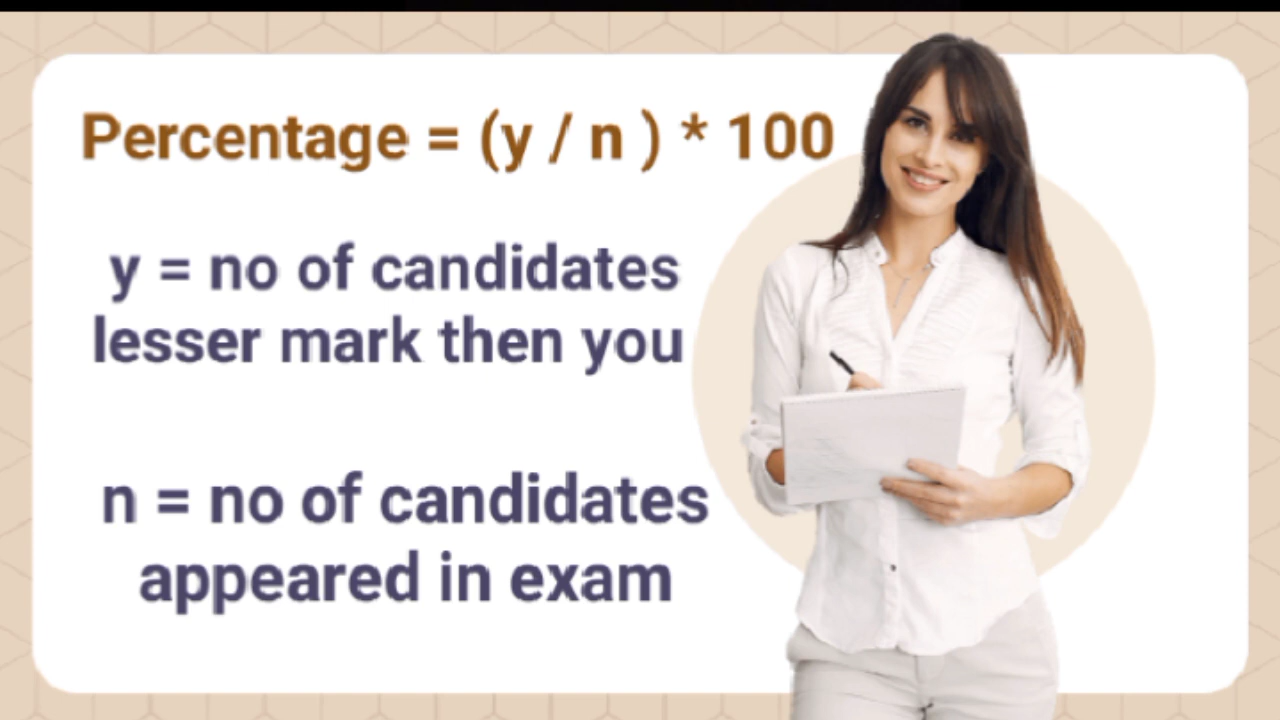 Percentage = (y / n ) * 100
y = no of candidates
lesser mark then you
n = no of candidates
appeared in exam